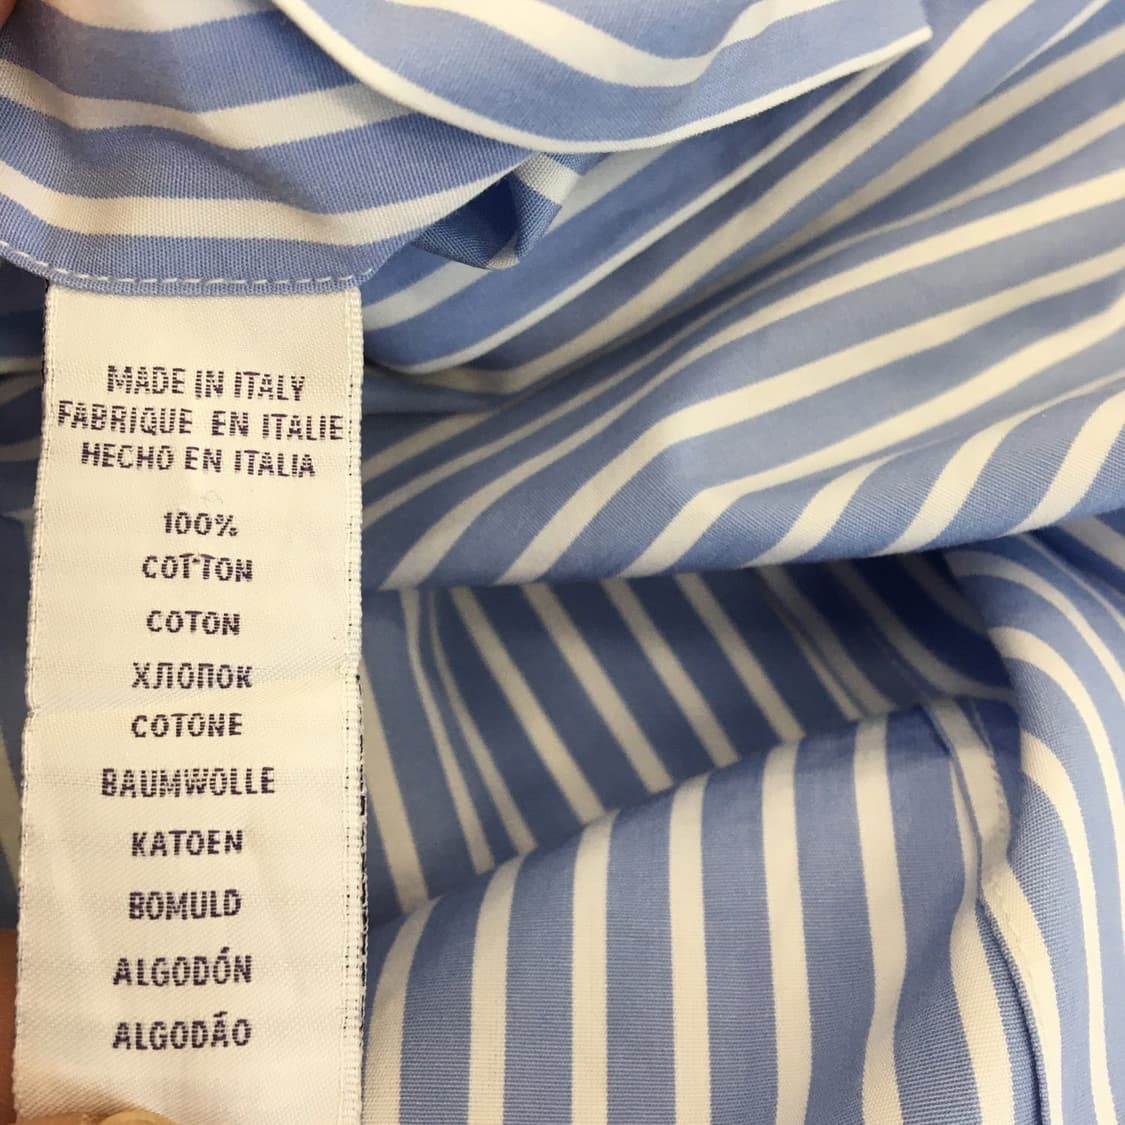 MADE IN ITALY
FABRIQUE EN ITALIE
HECHO EN ITALIA
100%
COTTON
COTON
ХЛОПОК
COTONE
BAUMWOLLE
KATOEN
BOMULD
ALGODÓN
ALGODÃO